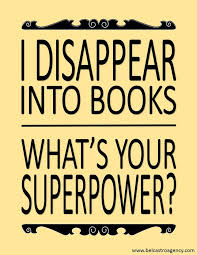 I DISAPPEAR
INTO BOOKS
WHAT'S YOUR
SUPERPOWER?
www.belcastroagency.com